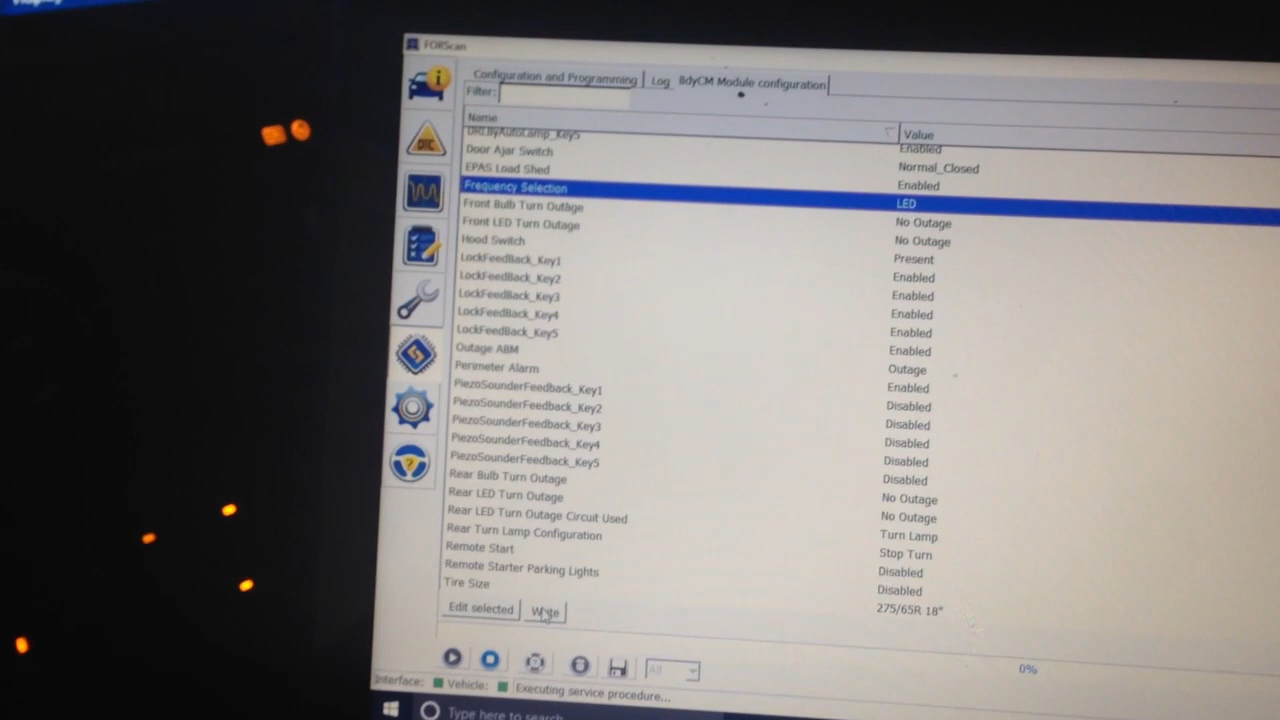 FORScan
Configuration and Programming Log BdyCM Module configuration
Filter:
Name Value
DRLByAutoLamp_Key5 Enabled
Door Ajar Switch Normal_Closed
EPAS Load Shed Enabled
Frequency Selection LED
Front Bulb Turn Outage No Outage
Front LED Turn Outage No Outage
Hood Switch Present
LockFeedBack_Key1 Enabled
LockFeedBack_Key2 Enabled
LockFeedBack_Key3 Enabled
LockFeedBack_Key4 Enabled
LockFeedBack_Key5 Enabled
Outage ABM Outage
Perimeter Alarm Enabled
PiezoSounderFeedback_Key1 Disabled
PiezoSounderFeedback_Key2 Disabled
PiezoSounderFeedback_Key3 Disabled
PiezoSounderFeedback_Key4 Disabled
PiezoSounderFeedback_Key5 Disabled
Rear Bulb Turn Outage No Outage
Rear LED Turn Outage No Outage
Rear LED Turn Outage Circuit Used Turn Lamp
Rear Turn Lamp Configuration Stop Turn
Remote Start Disabled
Remote Starter Parking Lights Disabled
Tire Size 275/65R 18"
Edit selected Write
All
0%
Interface: Vehicle: Executing service procedure...
Type here to search
DTC